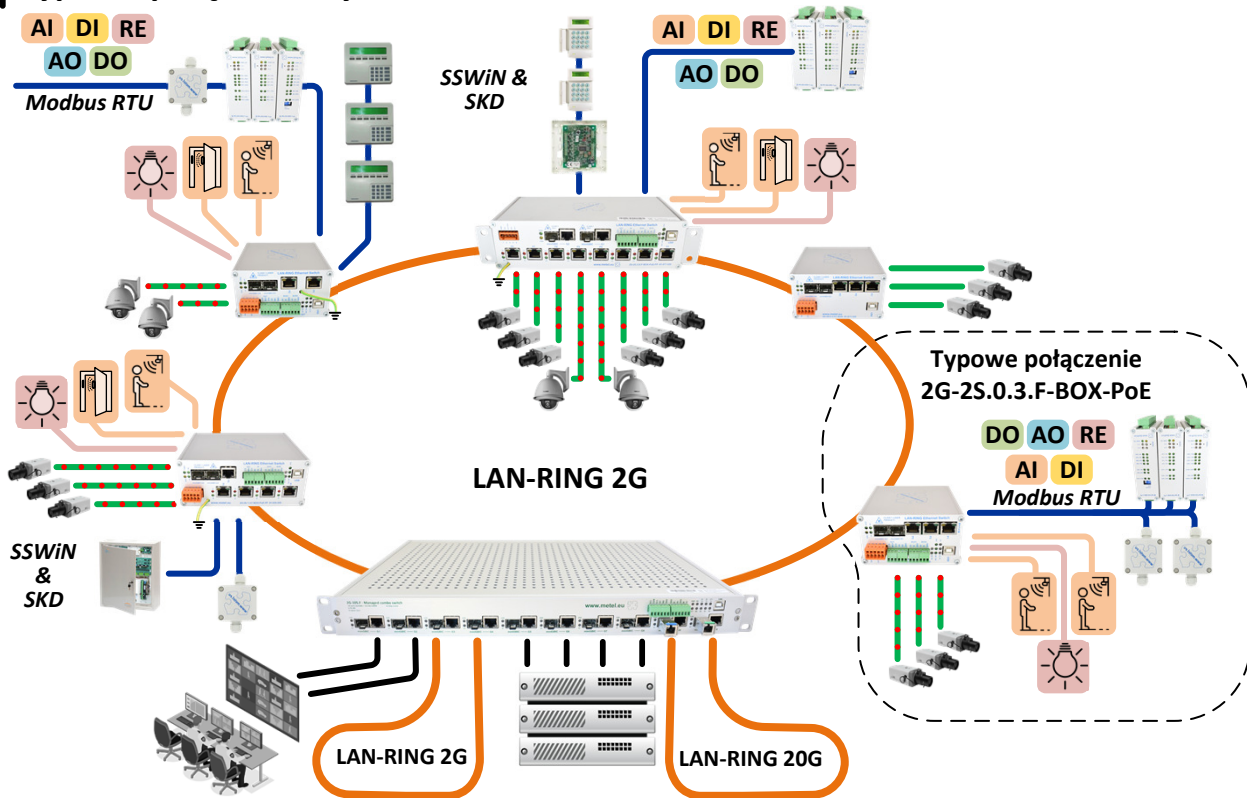 AI DI RE
AO DO
Modbus RTU
SSWiN &
SKD
AI DI RE
AO DO
LAN-RING 2G
Typowe połączenie
2G-2S.0.3.F-BOX-PoE
DO AO RE
AI DI
Modbus RTU
SSWiN
&
SKD
www.metel.eu
LAN-RING 2G
LAN-RING 20G